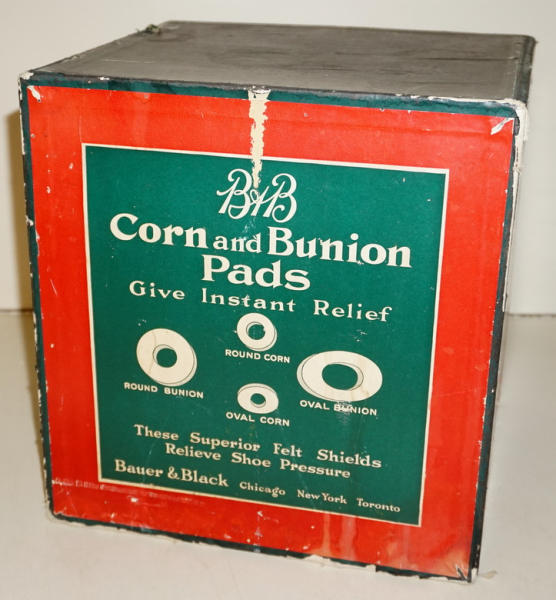 B&B
Corn and Bunion
Pads
Give Instant Relief
ROUND CORN
ROUND BUNION
OVAL BUNION
OVAL CORN
These Superior Felt Shields
Relieve Shoe Pressure
Bauer & Black Chicago New York Toronto